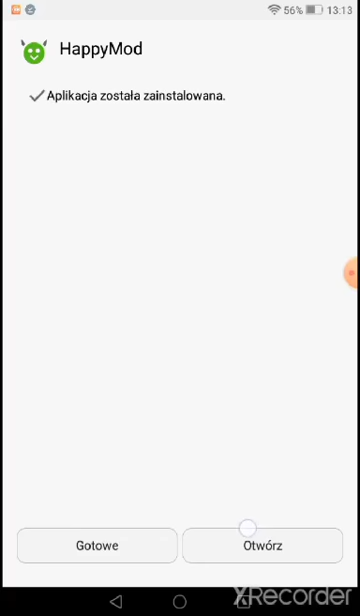 56% 13:13
HappyMod
Aplikacja została zainstalowana.
Gotowe
Otwórz
XRecorder